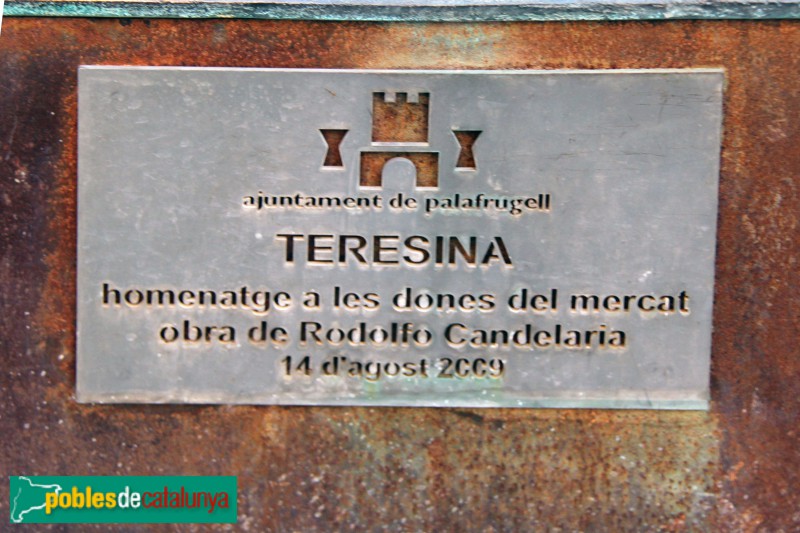 ajuntament de palafrugell
TERESINA
homenatge a les dones del mercat
obra de Rodolfo Candelaria
14 d'agost 2009
poblesdecatalunya